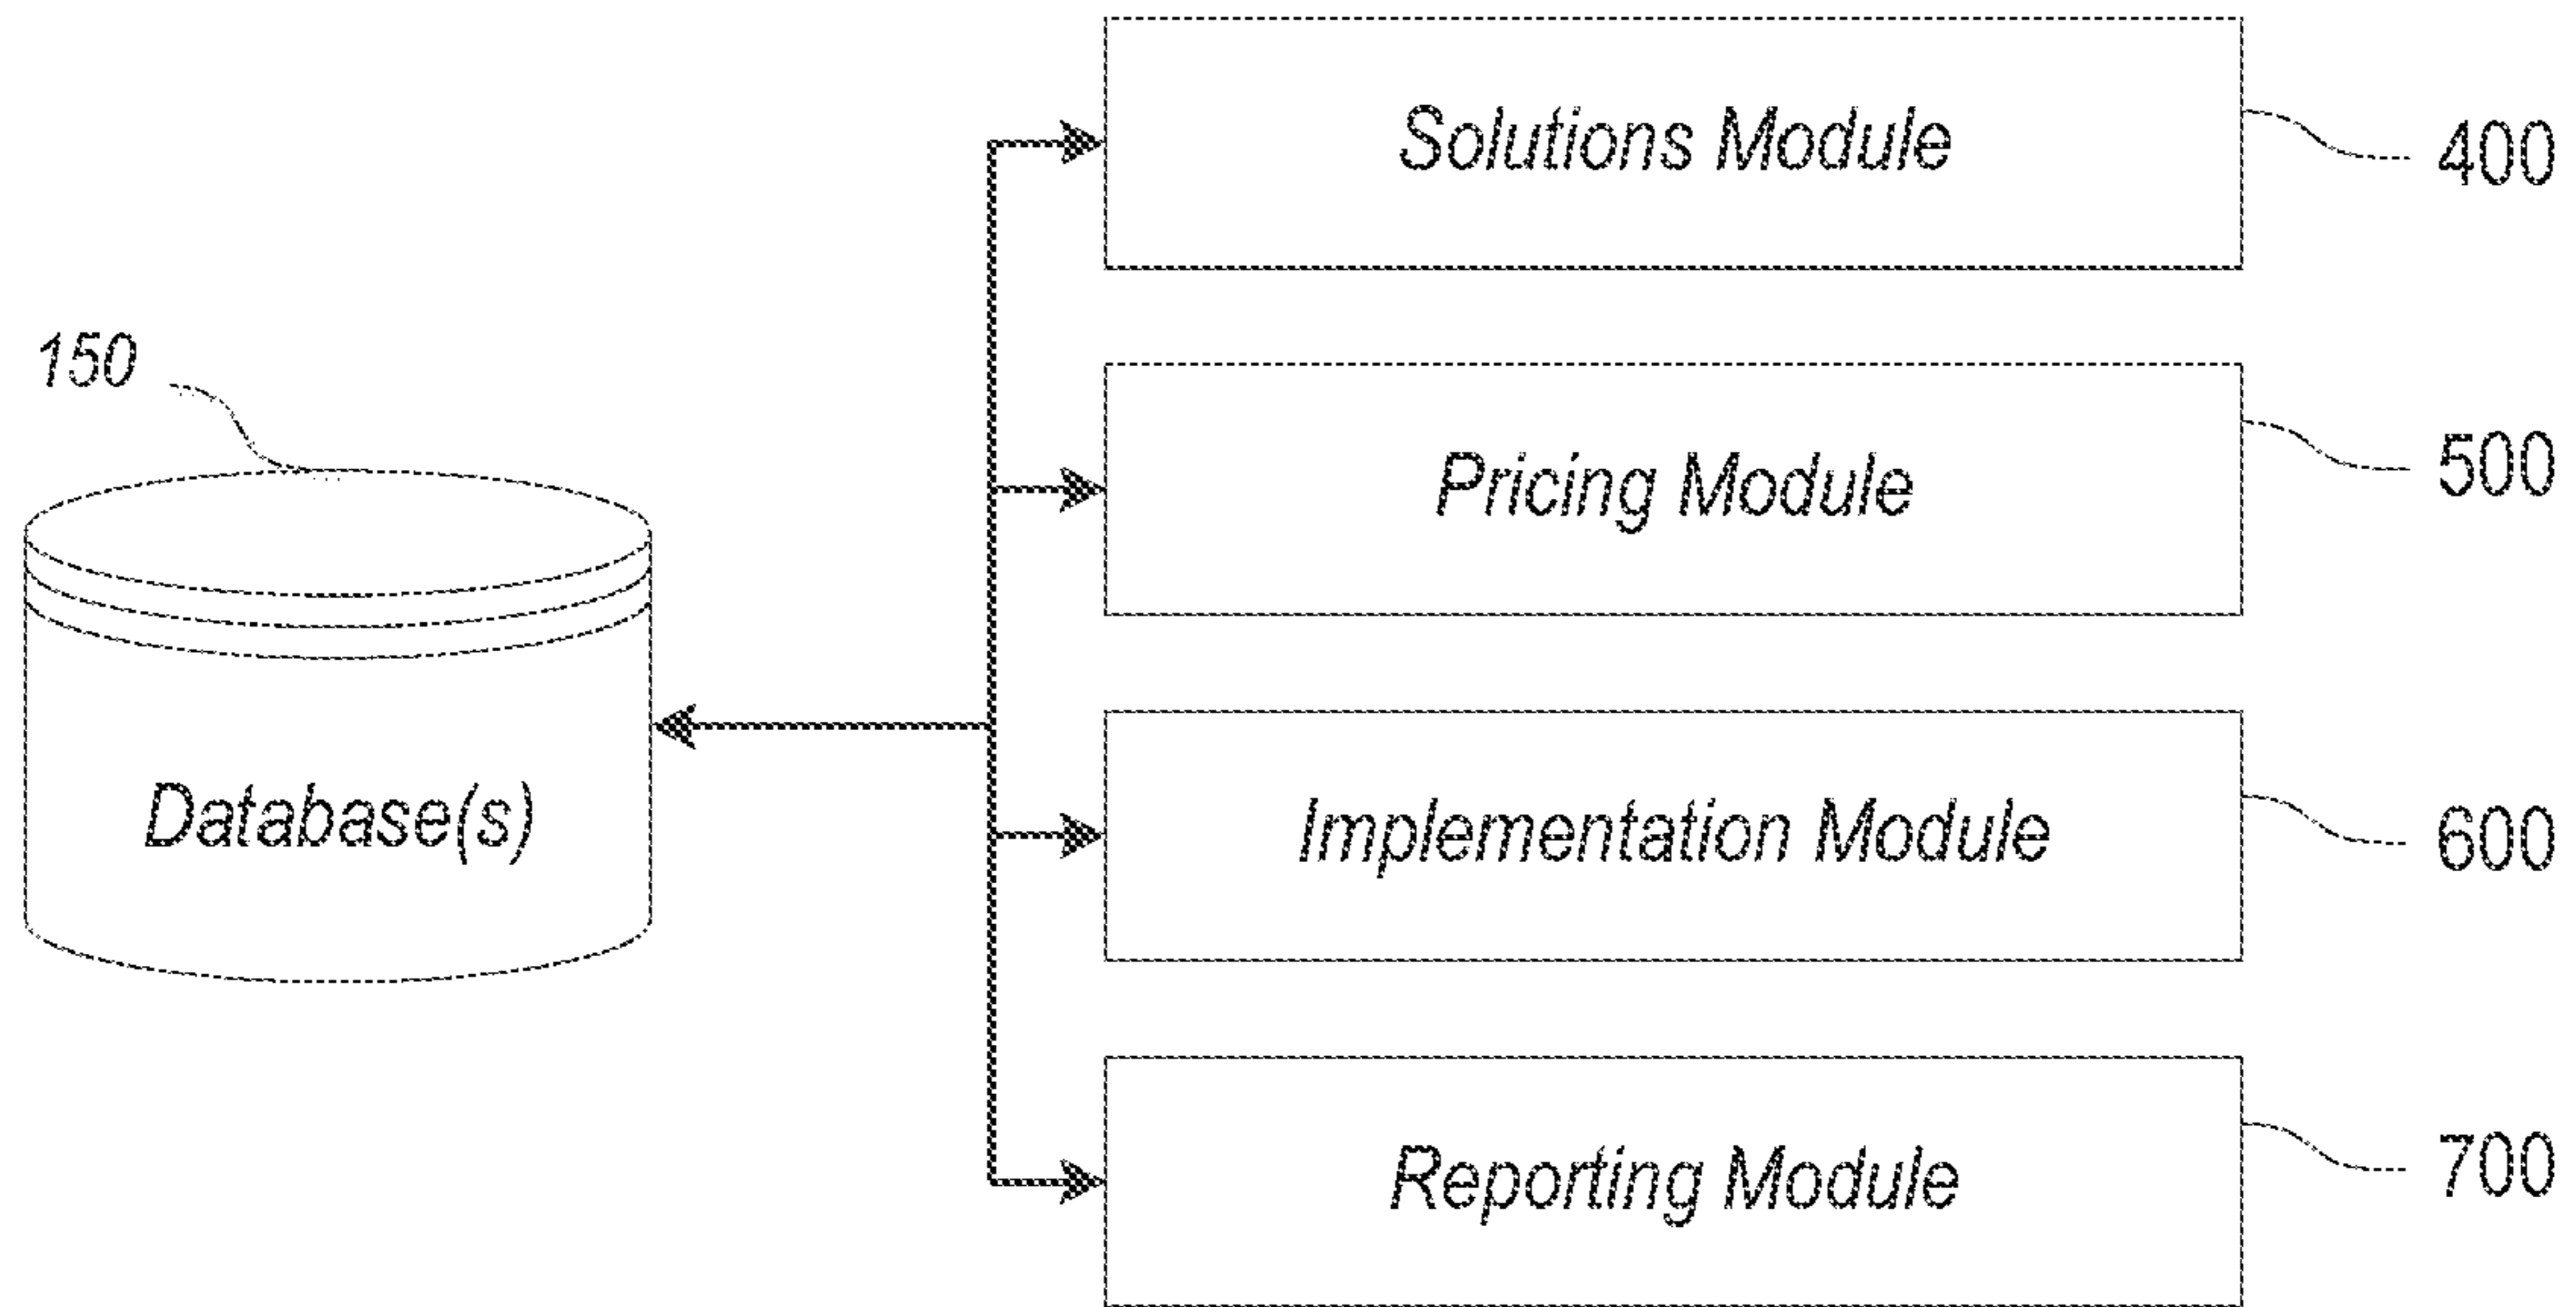 Solutions Module
400
150
Pricing Module
500
Database(s)
Implementation Module
600
Reporting Module
700